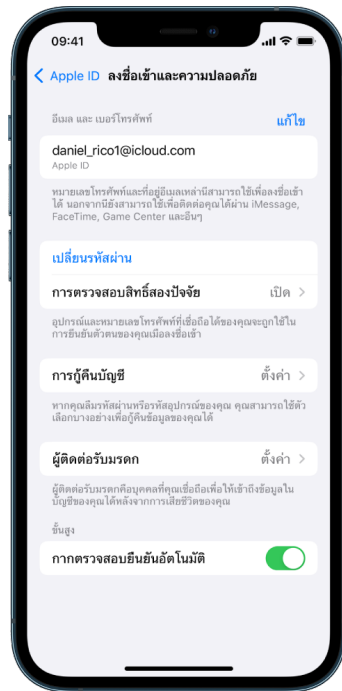 09:41
Apple ID ลงชื่อเข้าและความปลอดภัย
อีเมล และ เบอร์โทรศัพท์ แก้ไข
daniel_rico1@icloud.com
Apple ID
หมายเลขโทรศัพท์และที่อยู่อีเมลเหล่านี้สามารถใช้เพื่อลงชื่อเข้า
ได้ นอกจากนี้ยังสามารถใช้เพื่อติดต่อคุณได้ผ่าน iMessage,
FaceTime, Game Center และอื่นๆ
เปลี่ยนรหัสผ่าน
การตรวจสอบสิทธิ์สองปัจจัย เปิด
อุปกรณ์และหมายเลขโทรศัพท์ที่เชื่อถือได้ของคุณจะถูกใช้ใน
การยืนยันตัวตนของคุณเมื่อลงชื่อเข้า
การกู้คืนบัญชี ตั้งค่า
หากคุณลืมรหัสผ่านหรือรหัสอุปกรณ์ของคุณ คุณสามารถใช้ตัว
เลือกบางอย่างเพื่อกู้คืนข้อมูลของคุณได้
ผู้ติดต่อรับมรดก ตั้งค่า
ผู้ติดต่อรับมรดกคือบุคคลที่คุณเชื่อถือเพื่อให้เข้าถึงข้อมูลใน
บัญชีของคุณได้หลังจากการเสียชีวิตของคุณ
ขั้นสูง
กากตรวจสอบยืนยันอัตโนมัติ